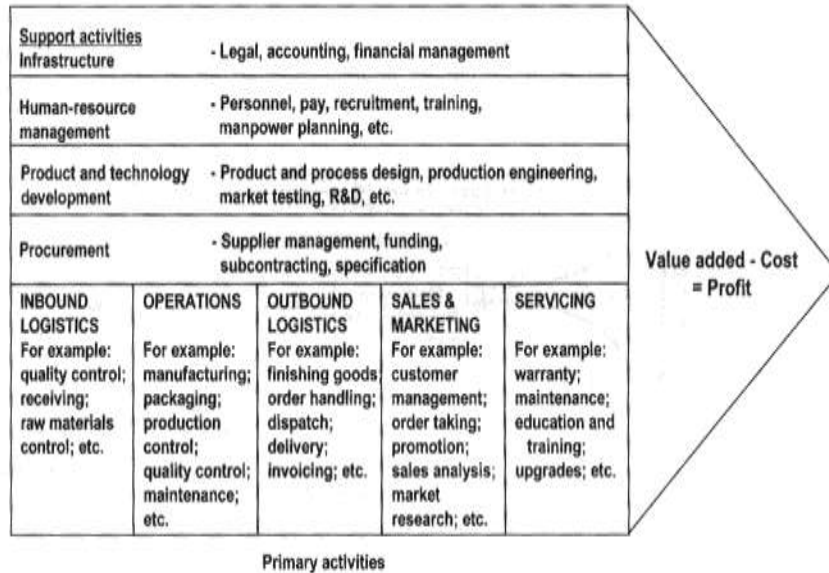 Support activities
Infrastructure
- Legal, accounting, financial management
Human-resource
management
- Personnel, pay, recruitment, training,
manpower planning, etc.
Product and technology
development
- Product and process design, production engineering,
market testing, R&D, etc.
Procurement
- Supplier management, funding,
subcontracting, specification
INBOUND
LOGISTICS
For example:
quality control;
receiving;
raw materials
control; etc.
OPERATIONS
For example:
manufacturing;
packaging;
production
control;
quality control;
maintenance;
etc.
OUTBOUND
LOGISTICS
For example:
finishing goods;
order handling;
dispatch;
delivery;
invoicing; etc.
SALES &
MARKETING
For example:
customer
management;
order taking;
promotion;
sales analysis;
market
research; etc.
SERVICING
For example:
warranty;
maintenance;
education and
training;
upgrades; etc.
Value added - Cost
= Profit
Primary activities